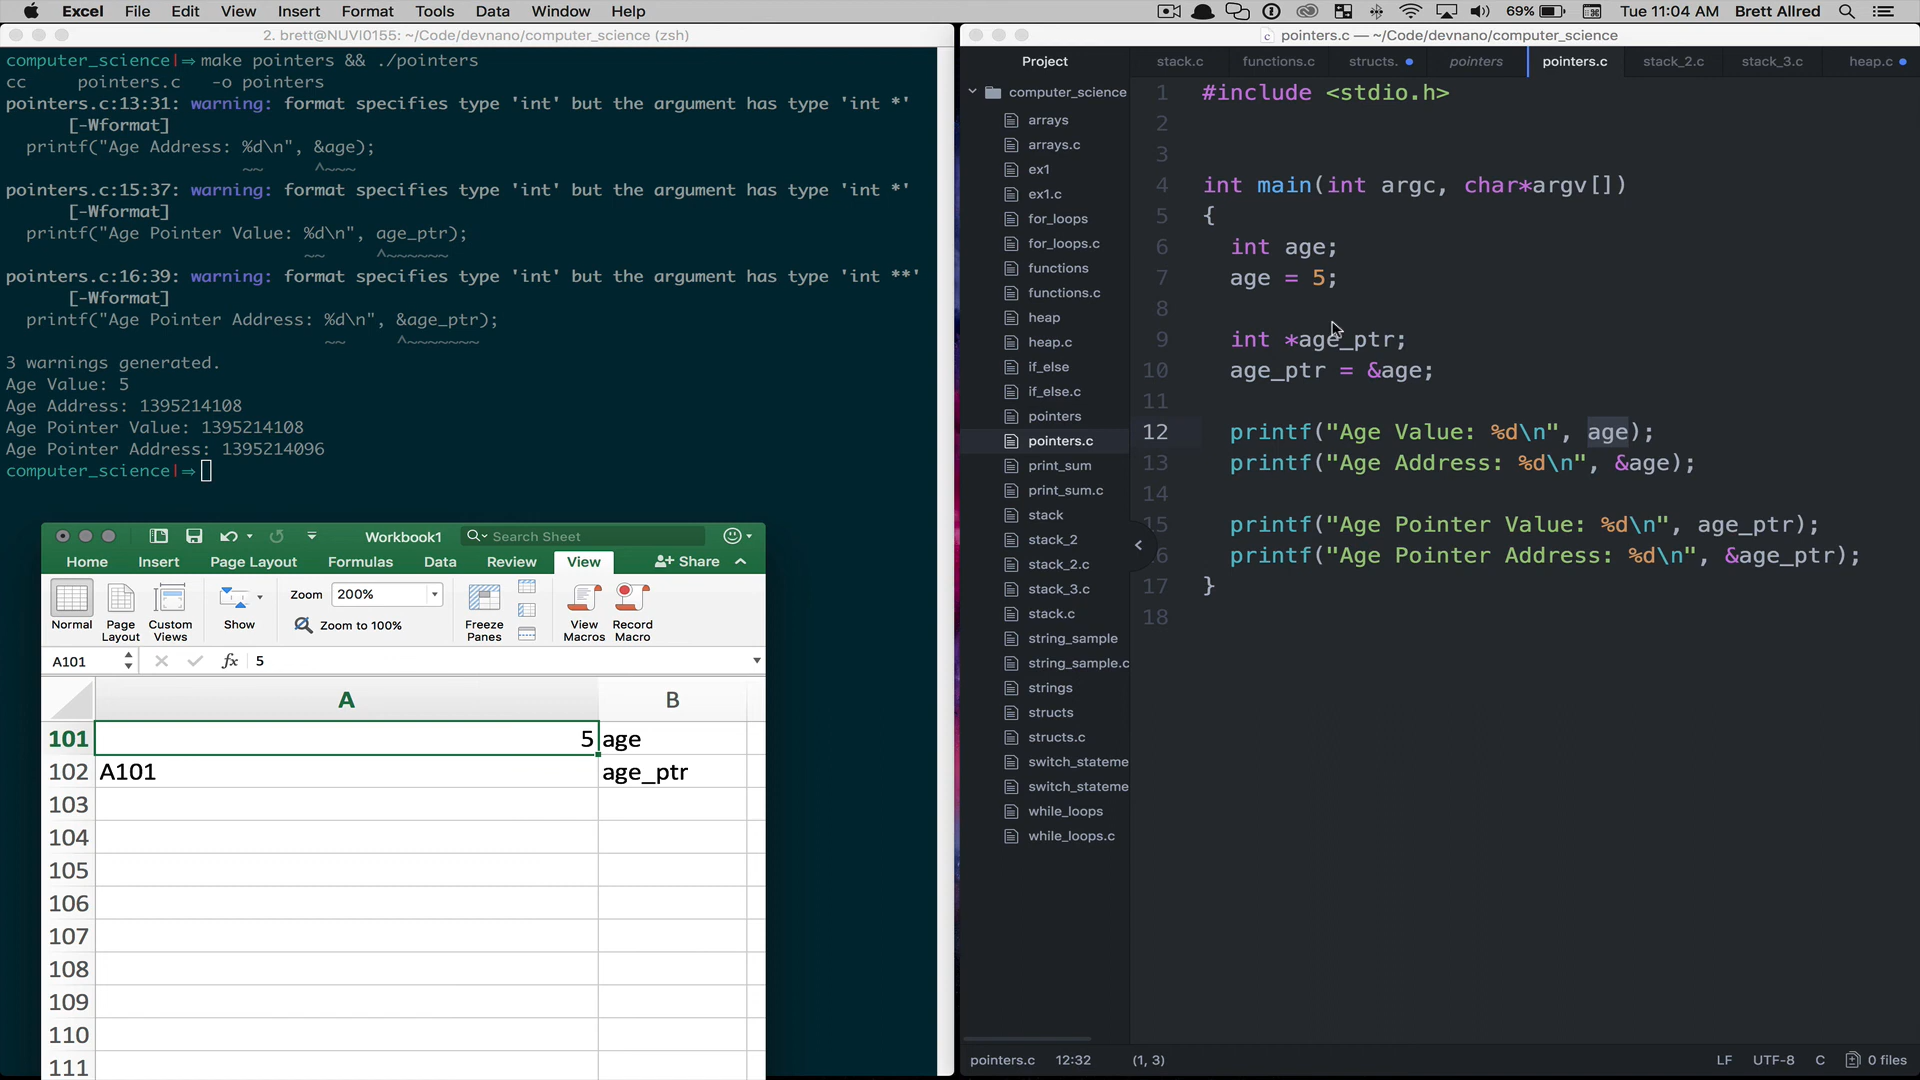 Excel File Edit View Insert Format Tools Data Window Help 69% Tue 11:04 AM Brett Allred
2. brett@NUVI0155: ~/Code/devnano/computer_science (zsh)
computer_science|⇒ make pointers && ./pointers
cc     pointers.c   -o pointers
pointers.c:13:31: warning: format specifies type 'int' but the argument has type 'int *'
[-Wformat]
printf("Age Address: %d\n", &age);
~~ ^~~~
pointers.c:15:37: warning: format specifies type 'int' but the argument has type 'int *'
[-Wformat]
printf("Age Pointer Value: %d\n", age_ptr);
~~ ^~~~~~~
pointers.c:16:39: warning: format specifies type 'int' but the argument has type 'int **'
[-Wformat]
printf("Age Pointer Address: %d\n", &age_ptr);
~~ ^~~~~~~~
3 warnings generated.
Age Value: 5
Age Address: 1395214108
Age Pointer Value: 1395214108
Age Pointer Address: 1395214096
computer_science|⇒
Workbook1 Search Sheet
Home Insert Page Layout Formulas Data Review View Share
Normal Page Layout Custom Views Show Zoom 200% Zoom to 100% Freeze Panes View Macros Record Macro
A101 fx 5
A B
101 5 age
102 A101 age_ptr
103
104
105
106
107
108
109
110
111
pointers.c — ~/Code/devnano/computer_science
Project stack.c functions.c structs. pointers pointers.c stack_2.c stack_3.c heap.c
computer_science
arrays
arrays.c
ex1
ex1.c
for_loops
for_loops.c
functions
functions.c
heap
heap.c
if_else
if_else.c
pointers
pointers.c
print_sum
print_sum.c
stack
stack_2
stack_2.c
stack_3.c
stack.c
string_sample
string_sample.c
strings
structs
structs.c
switch_stateme
switch_stateme
while_loops
while_loops.c
1 #include <stdio.h>
2
3
4 int main(int argc, char*argv[])
5 {
6 int age;
7 age = 5;
8
9 int *age_ptr;
10 age_ptr = &age;
11
12 printf("Age Value: %d\n", age);
13 printf("Age Address: %d\n", &age);
14
15 printf("Age Pointer Value: %d\n", age_ptr);
6 printf("Age Pointer Address: %d\n", &age_ptr);
17 }
18
pointers.c 12:32 (1, 3) LF UTF-8 C 0 files